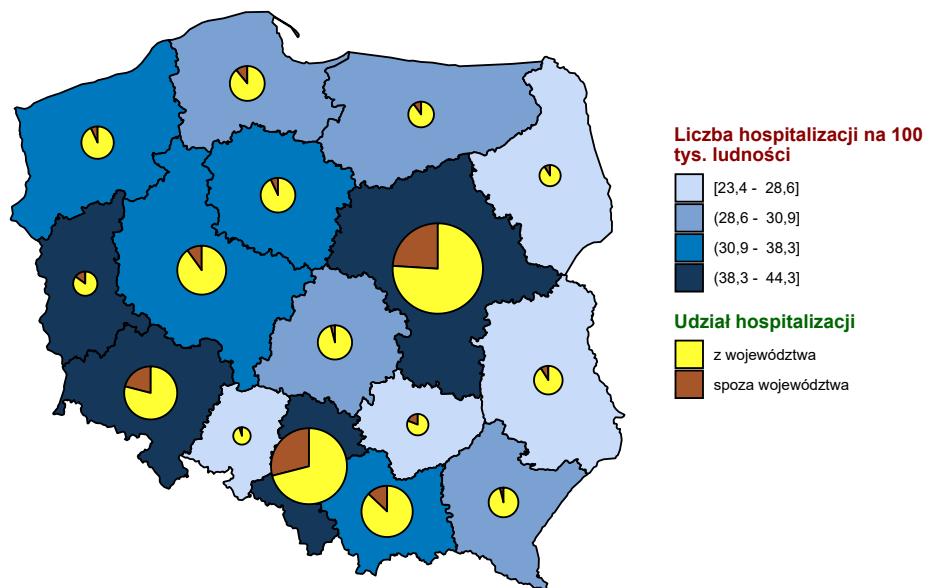 Liczba hospitalizacji na 100
tys. ludności
[23,4 - 28,6]
(28,6 - 30,9]
(30,9 - 38,3]
(38,3 - 44,3]
Udział hospitalizacji
z województwa
spoza województwa